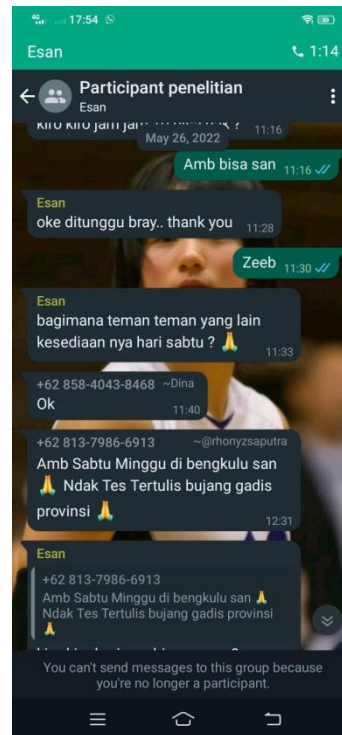 4G 17:54
Esan 1:14
Participant penelitian
Esan
kiro kiro jam
May 26, 2022
11:16
Amb bisa san 11:16
Esan
oke ditunggu bray.. thank you 11:28
Zeeb 11:30
Esan
bagimana teman teman yang lain
kesediaan nya hari sabtu ? 🙏
11:33
+62 858-4043-8468 ~Dina
Ok
11:40
+62 813-7986-6913 ~@rhonyzsaputra
Amb Sabtu Minggu di bengkulu san
🙏 Ndak Tes Tertulis bujang gadis
provinsi 🙏
12:31
Esan
+62 813-7986-6913
Amb Sabtu Minggu di bengkulu san 🙏
Ndak Tes Tertulis bujang gadis provinsi
🙏
You can't send messages to this group because
you're no longer a participant.